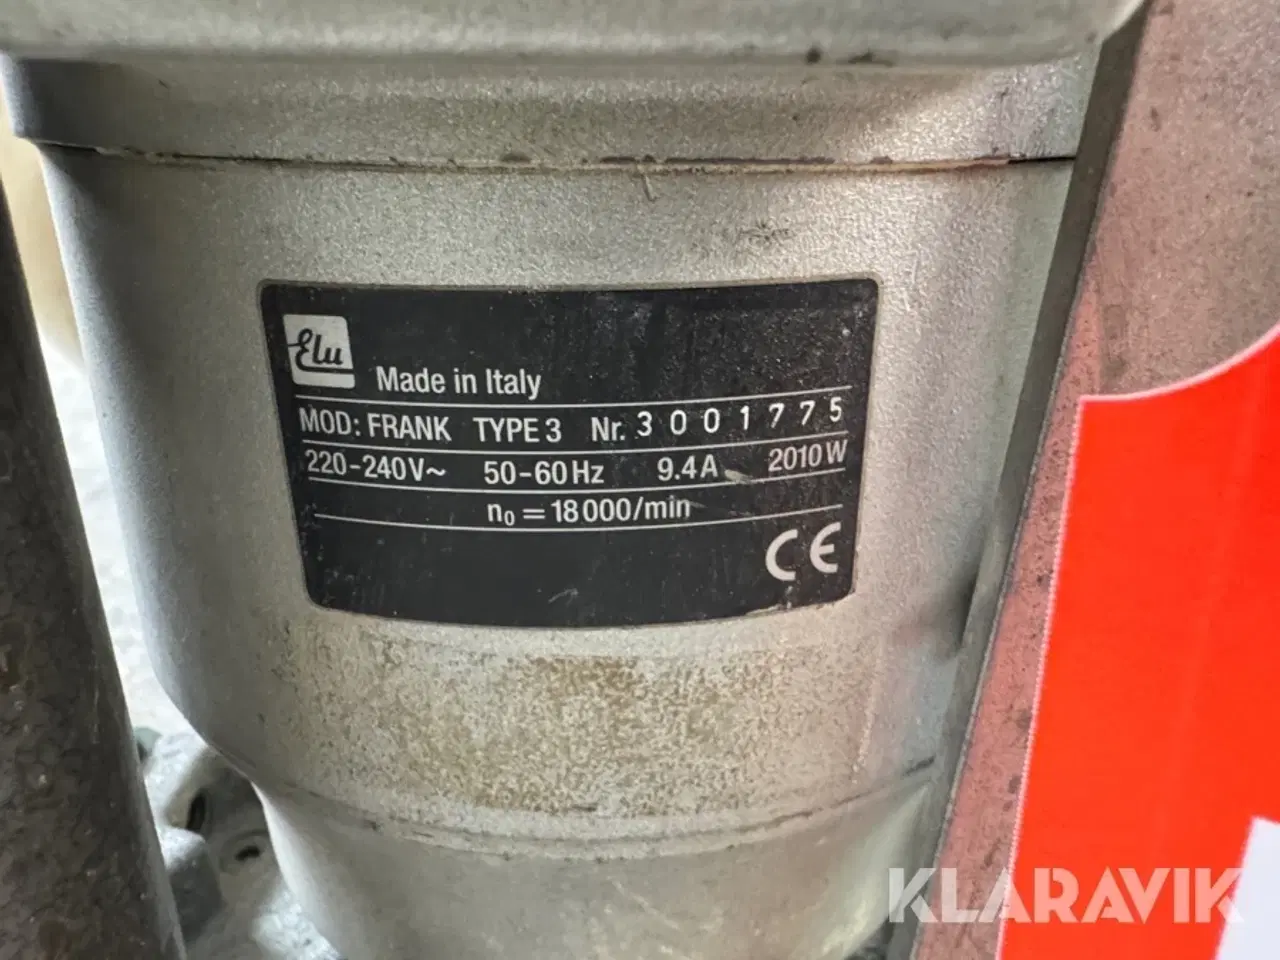 Elu
Made in Italy
MOD: FRANK TYPE 3 Nr. 3001775
220-240V~ 50-60Hz 9.4A 2010W
n₀ = 18000/min
CE
KLARAVIK